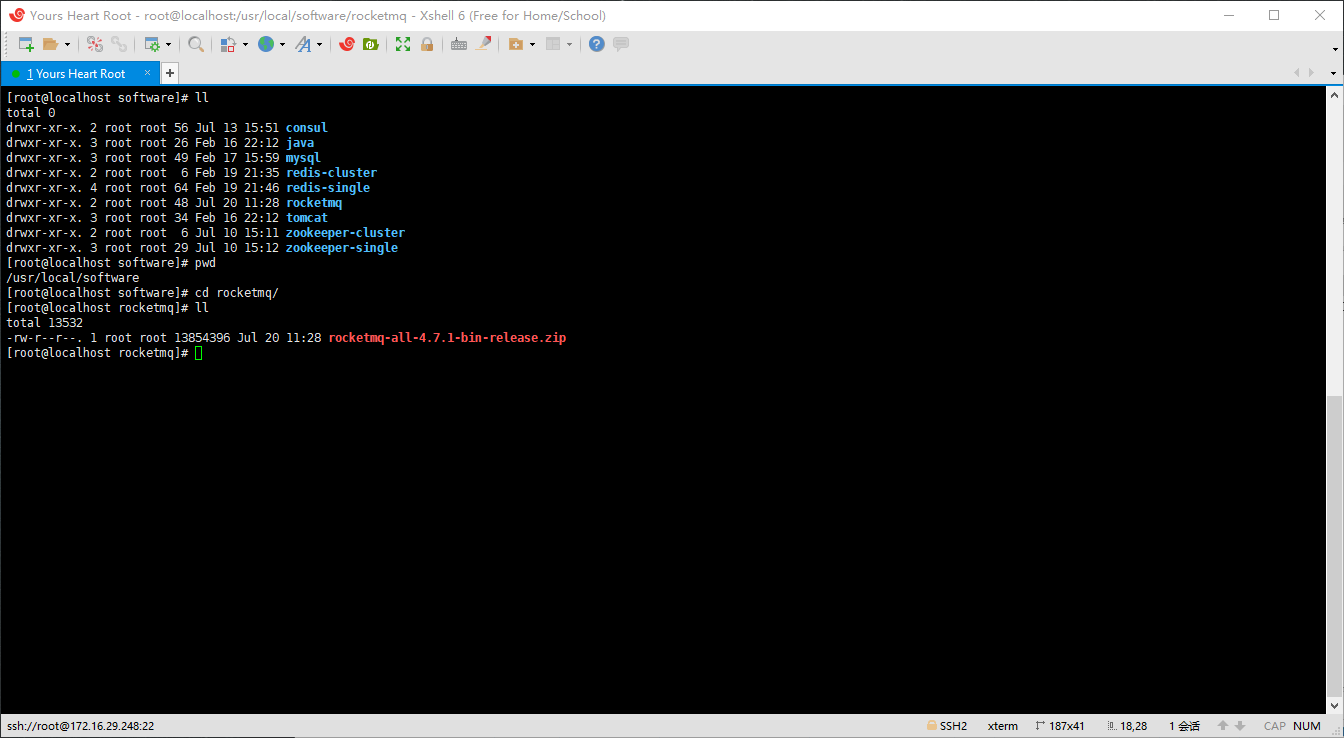 Yours Heart Root - root@localhost:/usr/local/software/rocketmq - Xshell 6 (Free for Home/School)
1 Yours Heart Root
[root@localhost software]# ll
total 0
drwxr-xr-x. 2 root root 56 Jul 13 15:51 consul
drwxr-xr-x. 3 root root 26 Feb 16 22:12 java
drwxr-xr-x. 3 root root 49 Feb 17 15:59 mysql
drwxr-xr-x. 2 root root  6 Feb 19 21:35 redis-cluster
drwxr-xr-x. 4 root root 64 Feb 19 21:46 redis-single
drwxr-xr-x. 2 root root 48 Jul 20 11:28 rocketmq
drwxr-xr-x. 3 root root 34 Feb 16 22:12 tomcat
drwxr-xr-x. 2 root root  6 Jul 10 15:11 zookeeper-cluster
drwxr-xr-x. 3 root root 29 Jul 10 15:12 zookeeper-single
[root@localhost software]# pwd
/usr/local/software
[root@localhost software]# cd rocketmq/
[root@localhost rocketmq]# ll
total 13532
-rw-r--r--. 1 root root 13854396 Jul 20 11:28 rocketmq-all-4.7.1-bin-release.zip
[root@localhost rocketmq]#
ssh://root@172.16.29.248:22 SSH2 xterm 187x41 18,28 1 会话 CAP NUM